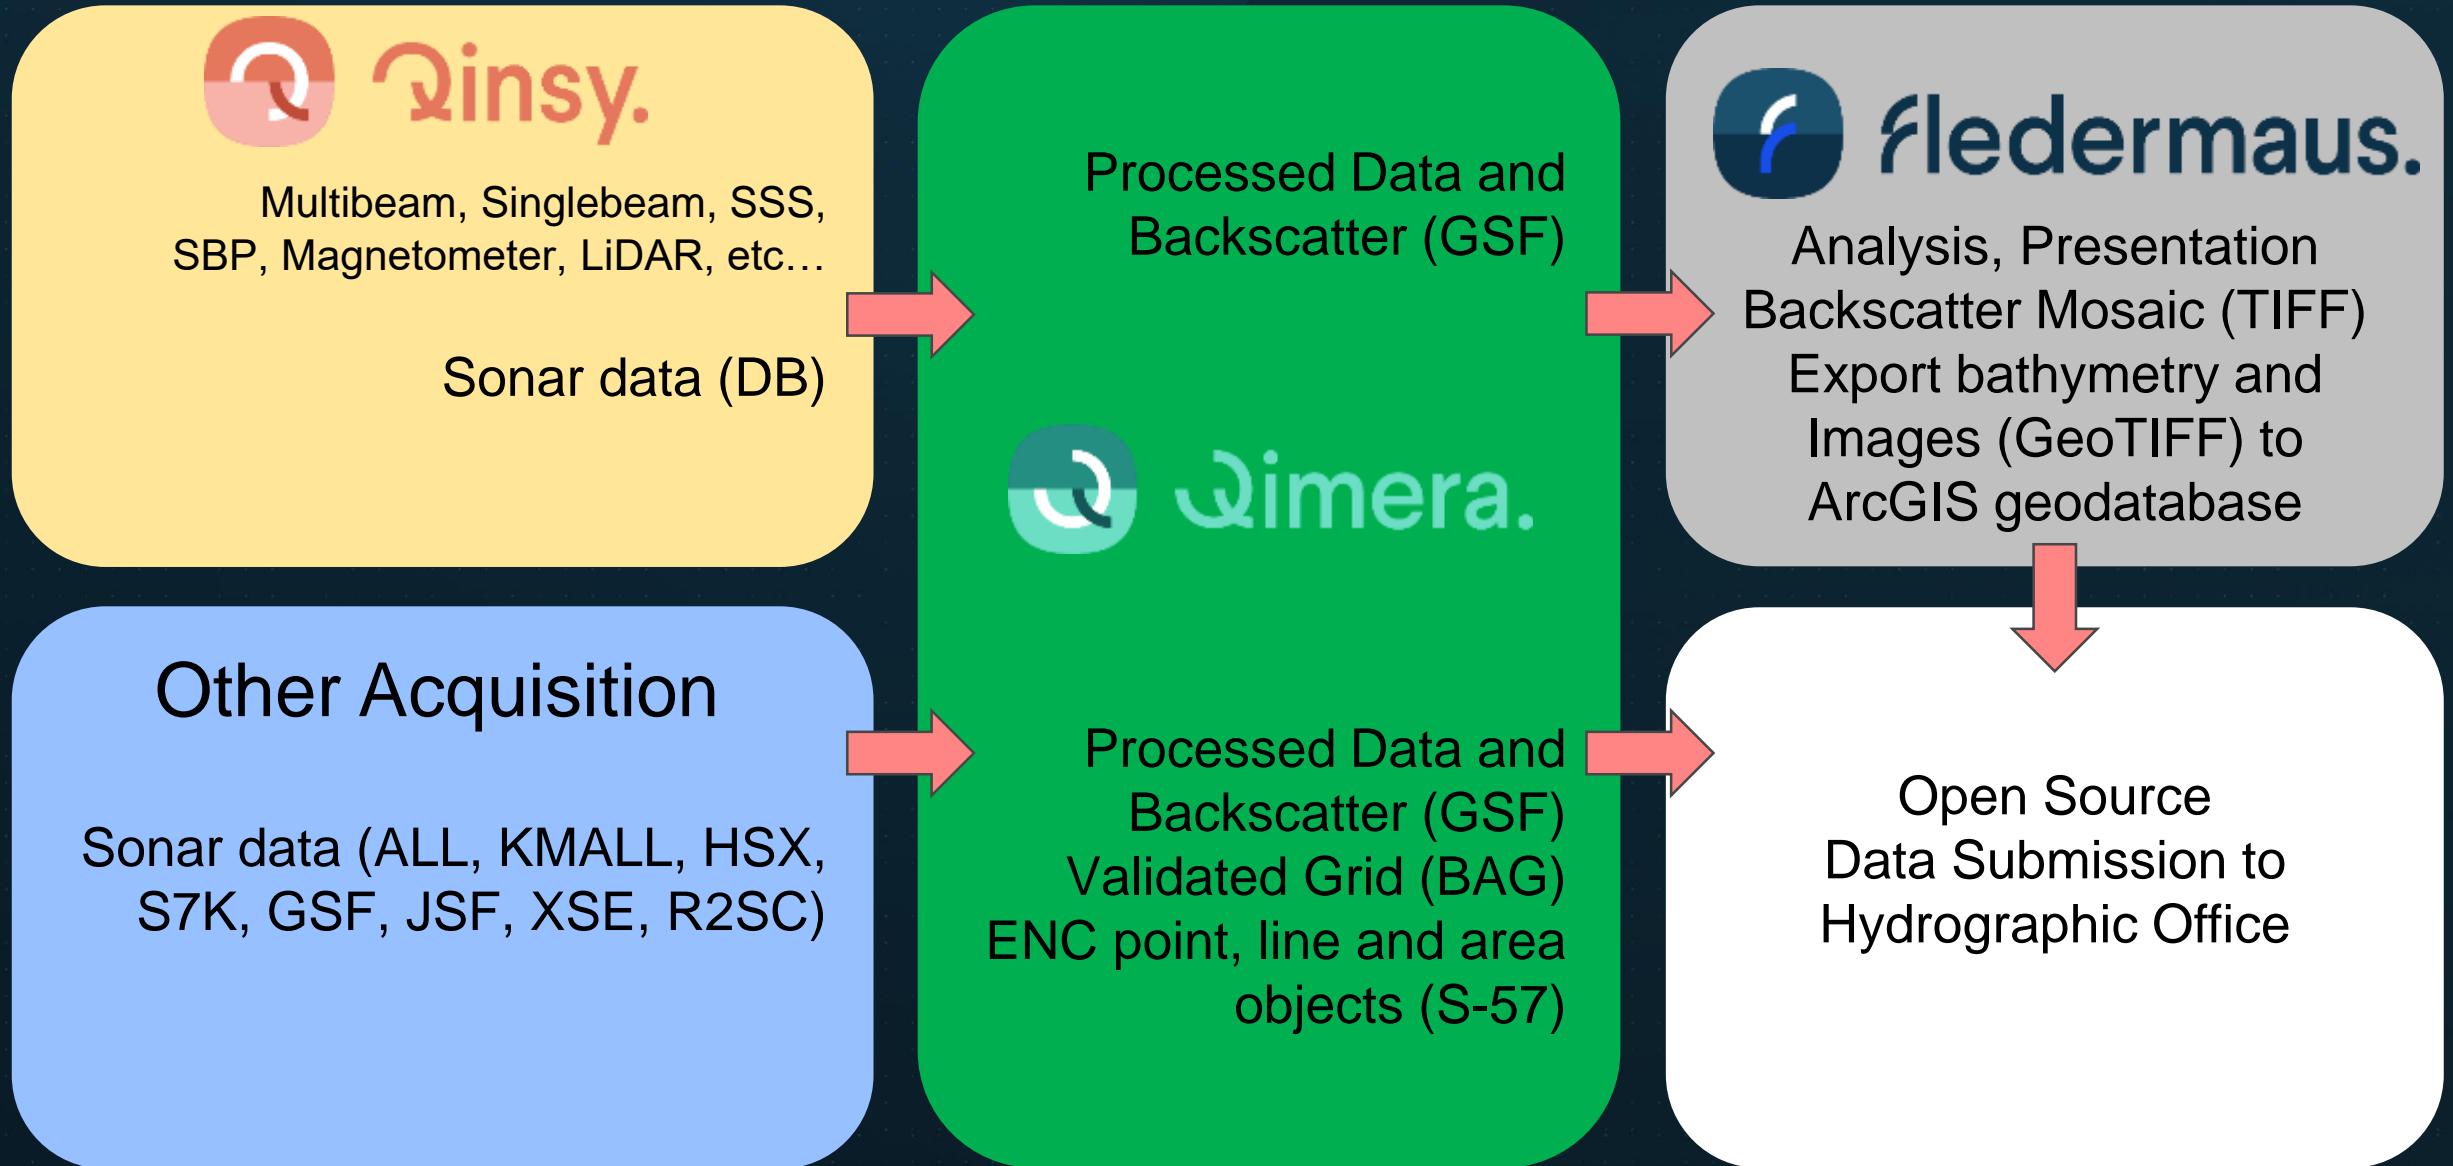 Qinsy.
Multibeam, Singlebeam, SSS,
SBP, Magnetometer, LiDAR, etc…
Sonar data (DB)
Other Acquisition
Sonar data (ALL, KMALL, HSX,
S7K, GSF, JSF, XSE, R2SC)
Processed Data and
Backscatter (GSF)
Qimera.
Processed Data and
Backscatter (GSF)
Validated Grid (BAG)
ENC point, line and area
objects (S-57)
fledermaus.
Analysis, Presentation
Backscatter Mosaic (TIFF)
Export bathymetry and
Images (GeoTIFF) to
ArcGIS geodatabase
Open Source
Data Submission to
Hydrographic Office